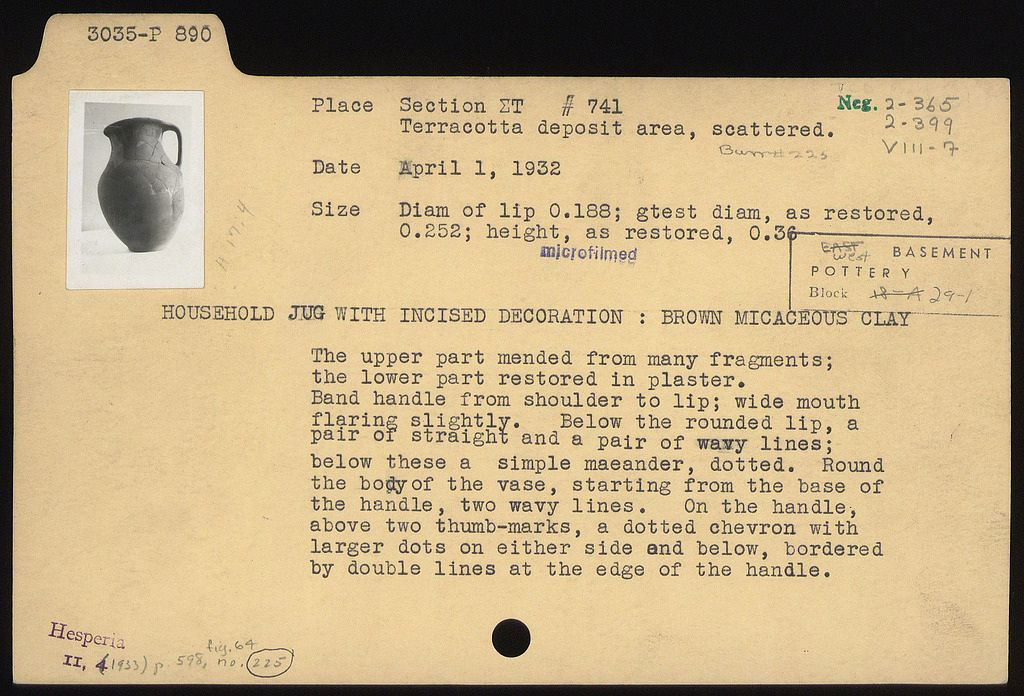 3035-P 890
Place Section ΣT # 741
Terracotta deposit area, scattered.
Neg. 2-365
2-399
VIII-7
Date April 1, 1932
Size Diam of lip 0.188; gtest diam, as restored,
0.252; height, as restored, 0.36
microfilmed
EAST West BASEMENT
POTTERY
Block 18-A 29-1
HOUSEHOLD JUG WITH INCISED DECORATION : BROWN MICACEOUS CLAY
The upper part mended from many fragments;
the lower part restored in plaster.
Band handle from shoulder to lip; wide mouth
flaring slightly. Below the rounded lip, a
pair of straight and a pair of wavy lines;
below these a simple maeander, dotted. Round
the body of the vase, starting from the base of
the handle, two wavy lines. On the handle,
above two thumb-marks, a dotted chevron with
larger dots on either side and below, bordered
by double lines at the edge of the handle.
Hesperia fig. 64
II, 4 (1933) p. 598, no. 225